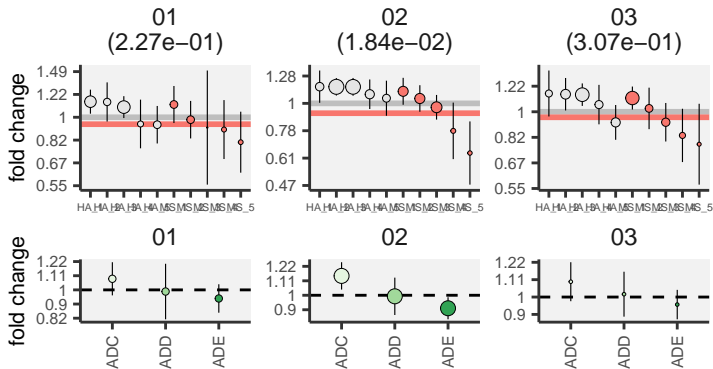 01
(2.27e−01)
02
(1.84e−02)
03
(3.07e−01)
fold change
1.49
1.22
1
0.82
0.67
0.55
1.28
1
0.78
0.61
0.47
1.22
1
0.82
0.67
0.55
01
02
03
fold change
1.22
1.11
1
0.9
0.82
1.22
1.11
1
0.9
1.22
1.11
1
0.9
ADC
ADD
ADE
ADC
ADD
ADE
ADC
ADD
ADE